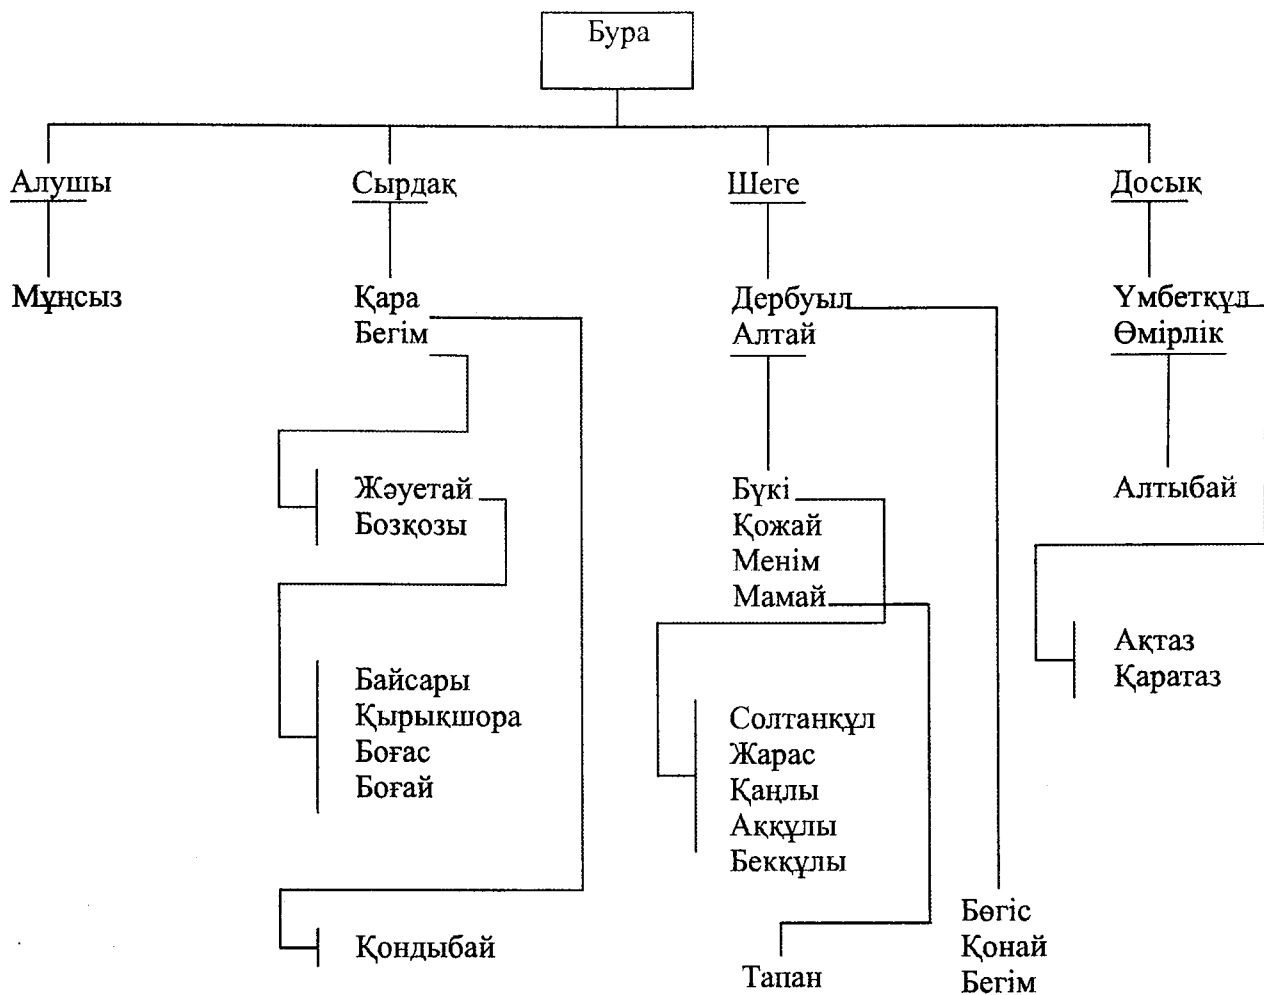 Бура
Алушы
Сырдақ
Шеге
Досық
Мұңсыз
Қара
Бегім
Дербуыл
Алтай
Үмбетқұл
Өмірлік
Жәуетай
Бозқозы
Бүкі
Қожай
Менім
Мамай
Алтыбай
Байсары
Қырықшора
Боғас
Боғай
Солтанқұл
Жарас
Қаңлы
Аққұлы
Бекқұлы
Ақтаз
Қаратаз
Қондыбай
Тапан
Бөгіс
Қонай
Бегім